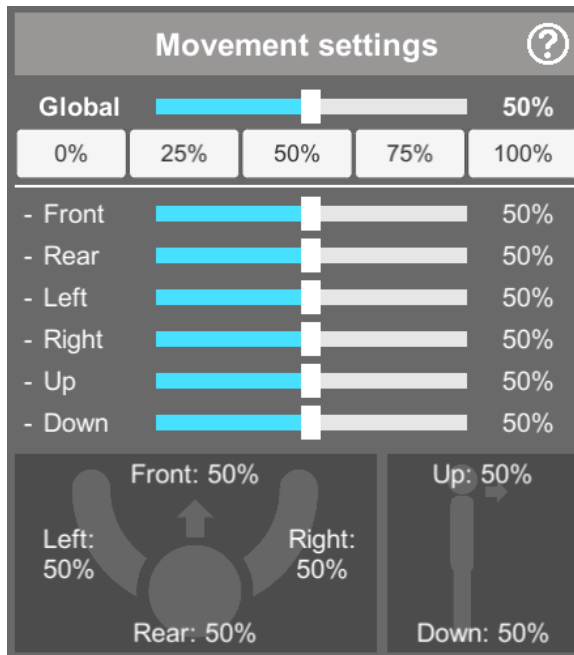 Movement settings ?
Global 50%
0% 25% 50% 75% 100%
- Front 50%
- Rear 50%
- Left 50%
- Right 50%
- Up 50%
- Down 50%
Front: 50%
Left:
50%
Right:
50%
Rear: 50%
Up: 50%
Down: 50%